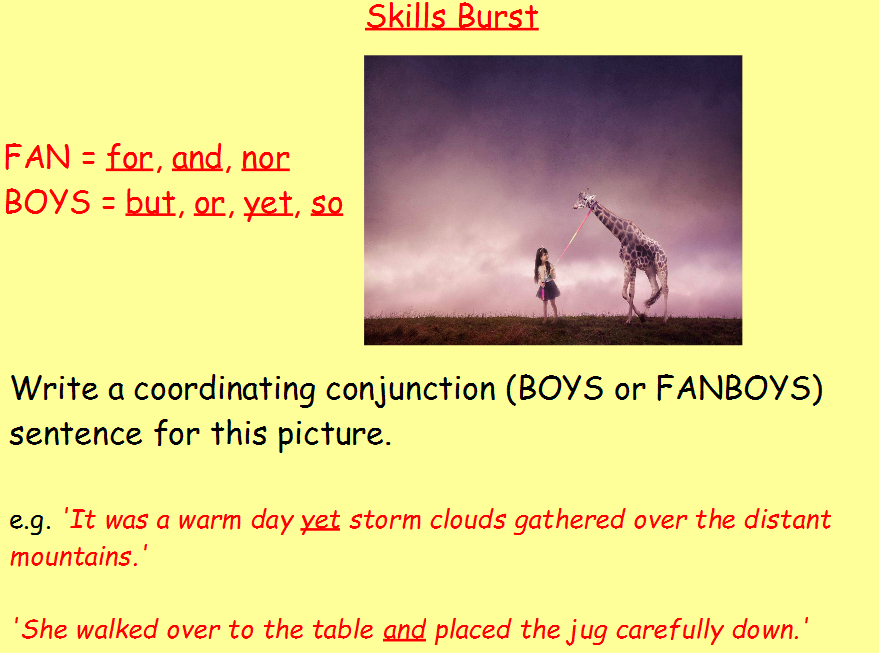 Skills Burst
FAN = for, and, nor
BOYS = but, or, yet, so
Write a coordinating conjunction (BOYS or FANBOYS)
sentence for this picture.
e.g. 'It was a warm day yet storm clouds gathered over the distant
mountains.'
'She walked over to the table and placed the jug carefully down.'